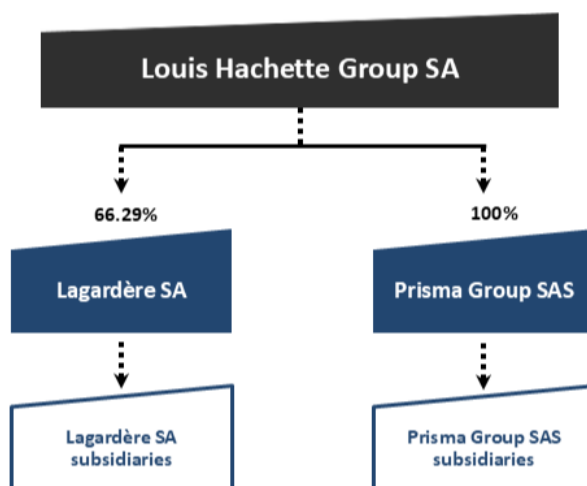 Louis Hachette Group SA
66.29%
100%
Lagardère SA
Prisma Group SAS
Lagardère SA
subsidiaries
Prisma Group SAS
subsidiaries